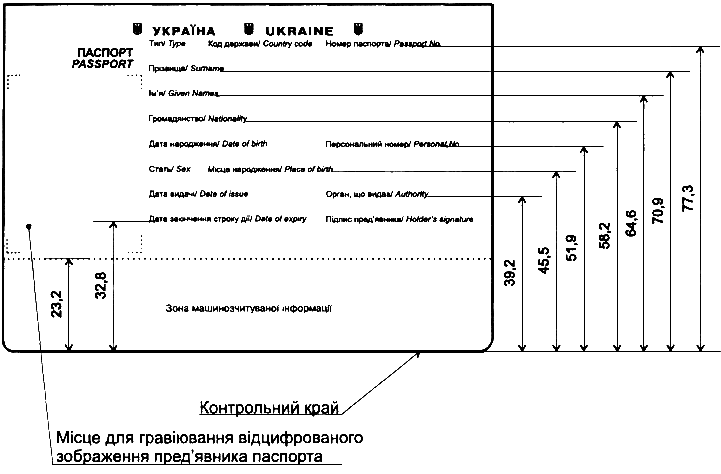 УКРАЇНА UKRAINE
ПАСПОРТ
PASSPORT
Тип/ Type Код держави/ Country code Номер паспорта/ Passport No.
Прізвище/ Surname
Ім'я/ Given Names
Громадянство/ Nationality
Дата народження/ Date of birth Персональний номер/ Personal No.
Стать/ Sex Місце народження/ Place of birth
Дата видачі/ Date of issue Орган, що видав/ Authority
Дата закінчення строку дії/ Date of expiry Підпис пред'явника/ Holder's signature
23,2
32,8
39,2
45,5
51,9
58,2
64,6
70,9
77,3
Зона машинозчитуваної інформації
Контрольний край
Місце для гравіювання відцифрованого
зображення пред'явника паспорта